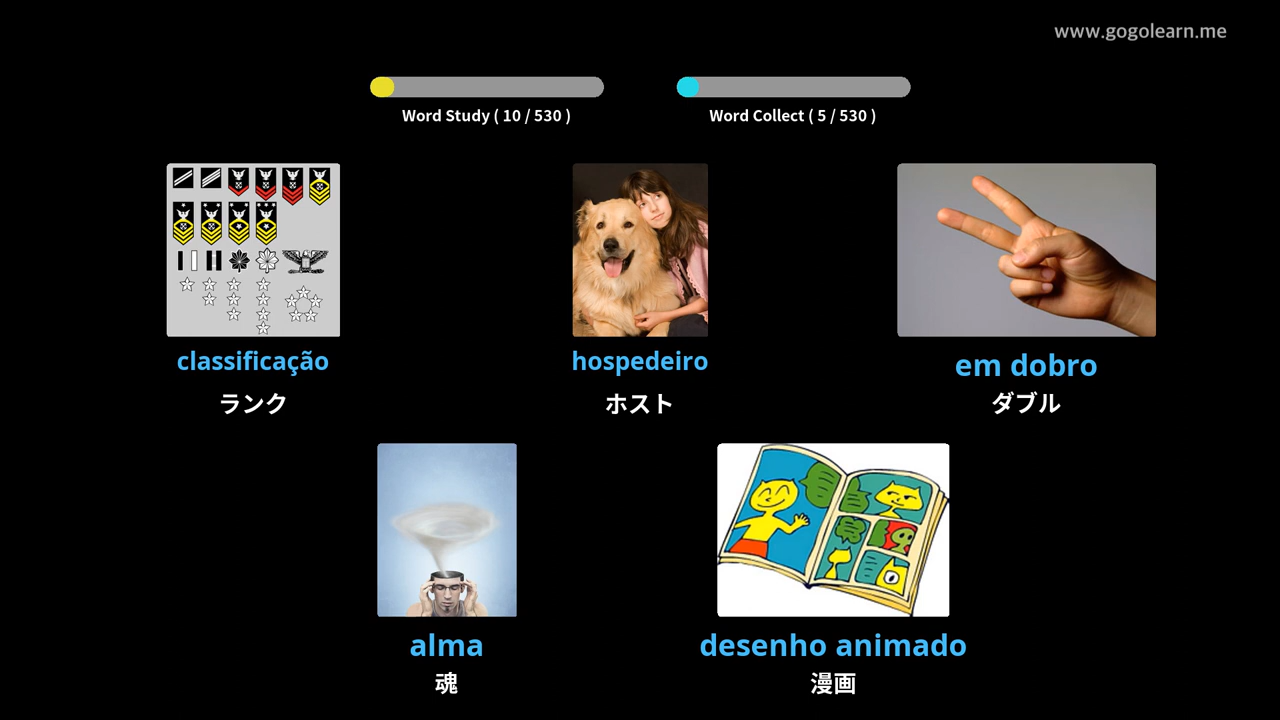 www.gogolearn.me
Word Study ( 10 / 530 )
Word Collect ( 5 / 530 )
classificação
ランク
hospedeiro
ホスト
em dobro
ダブル
alma
魂
desenho animado
漫画